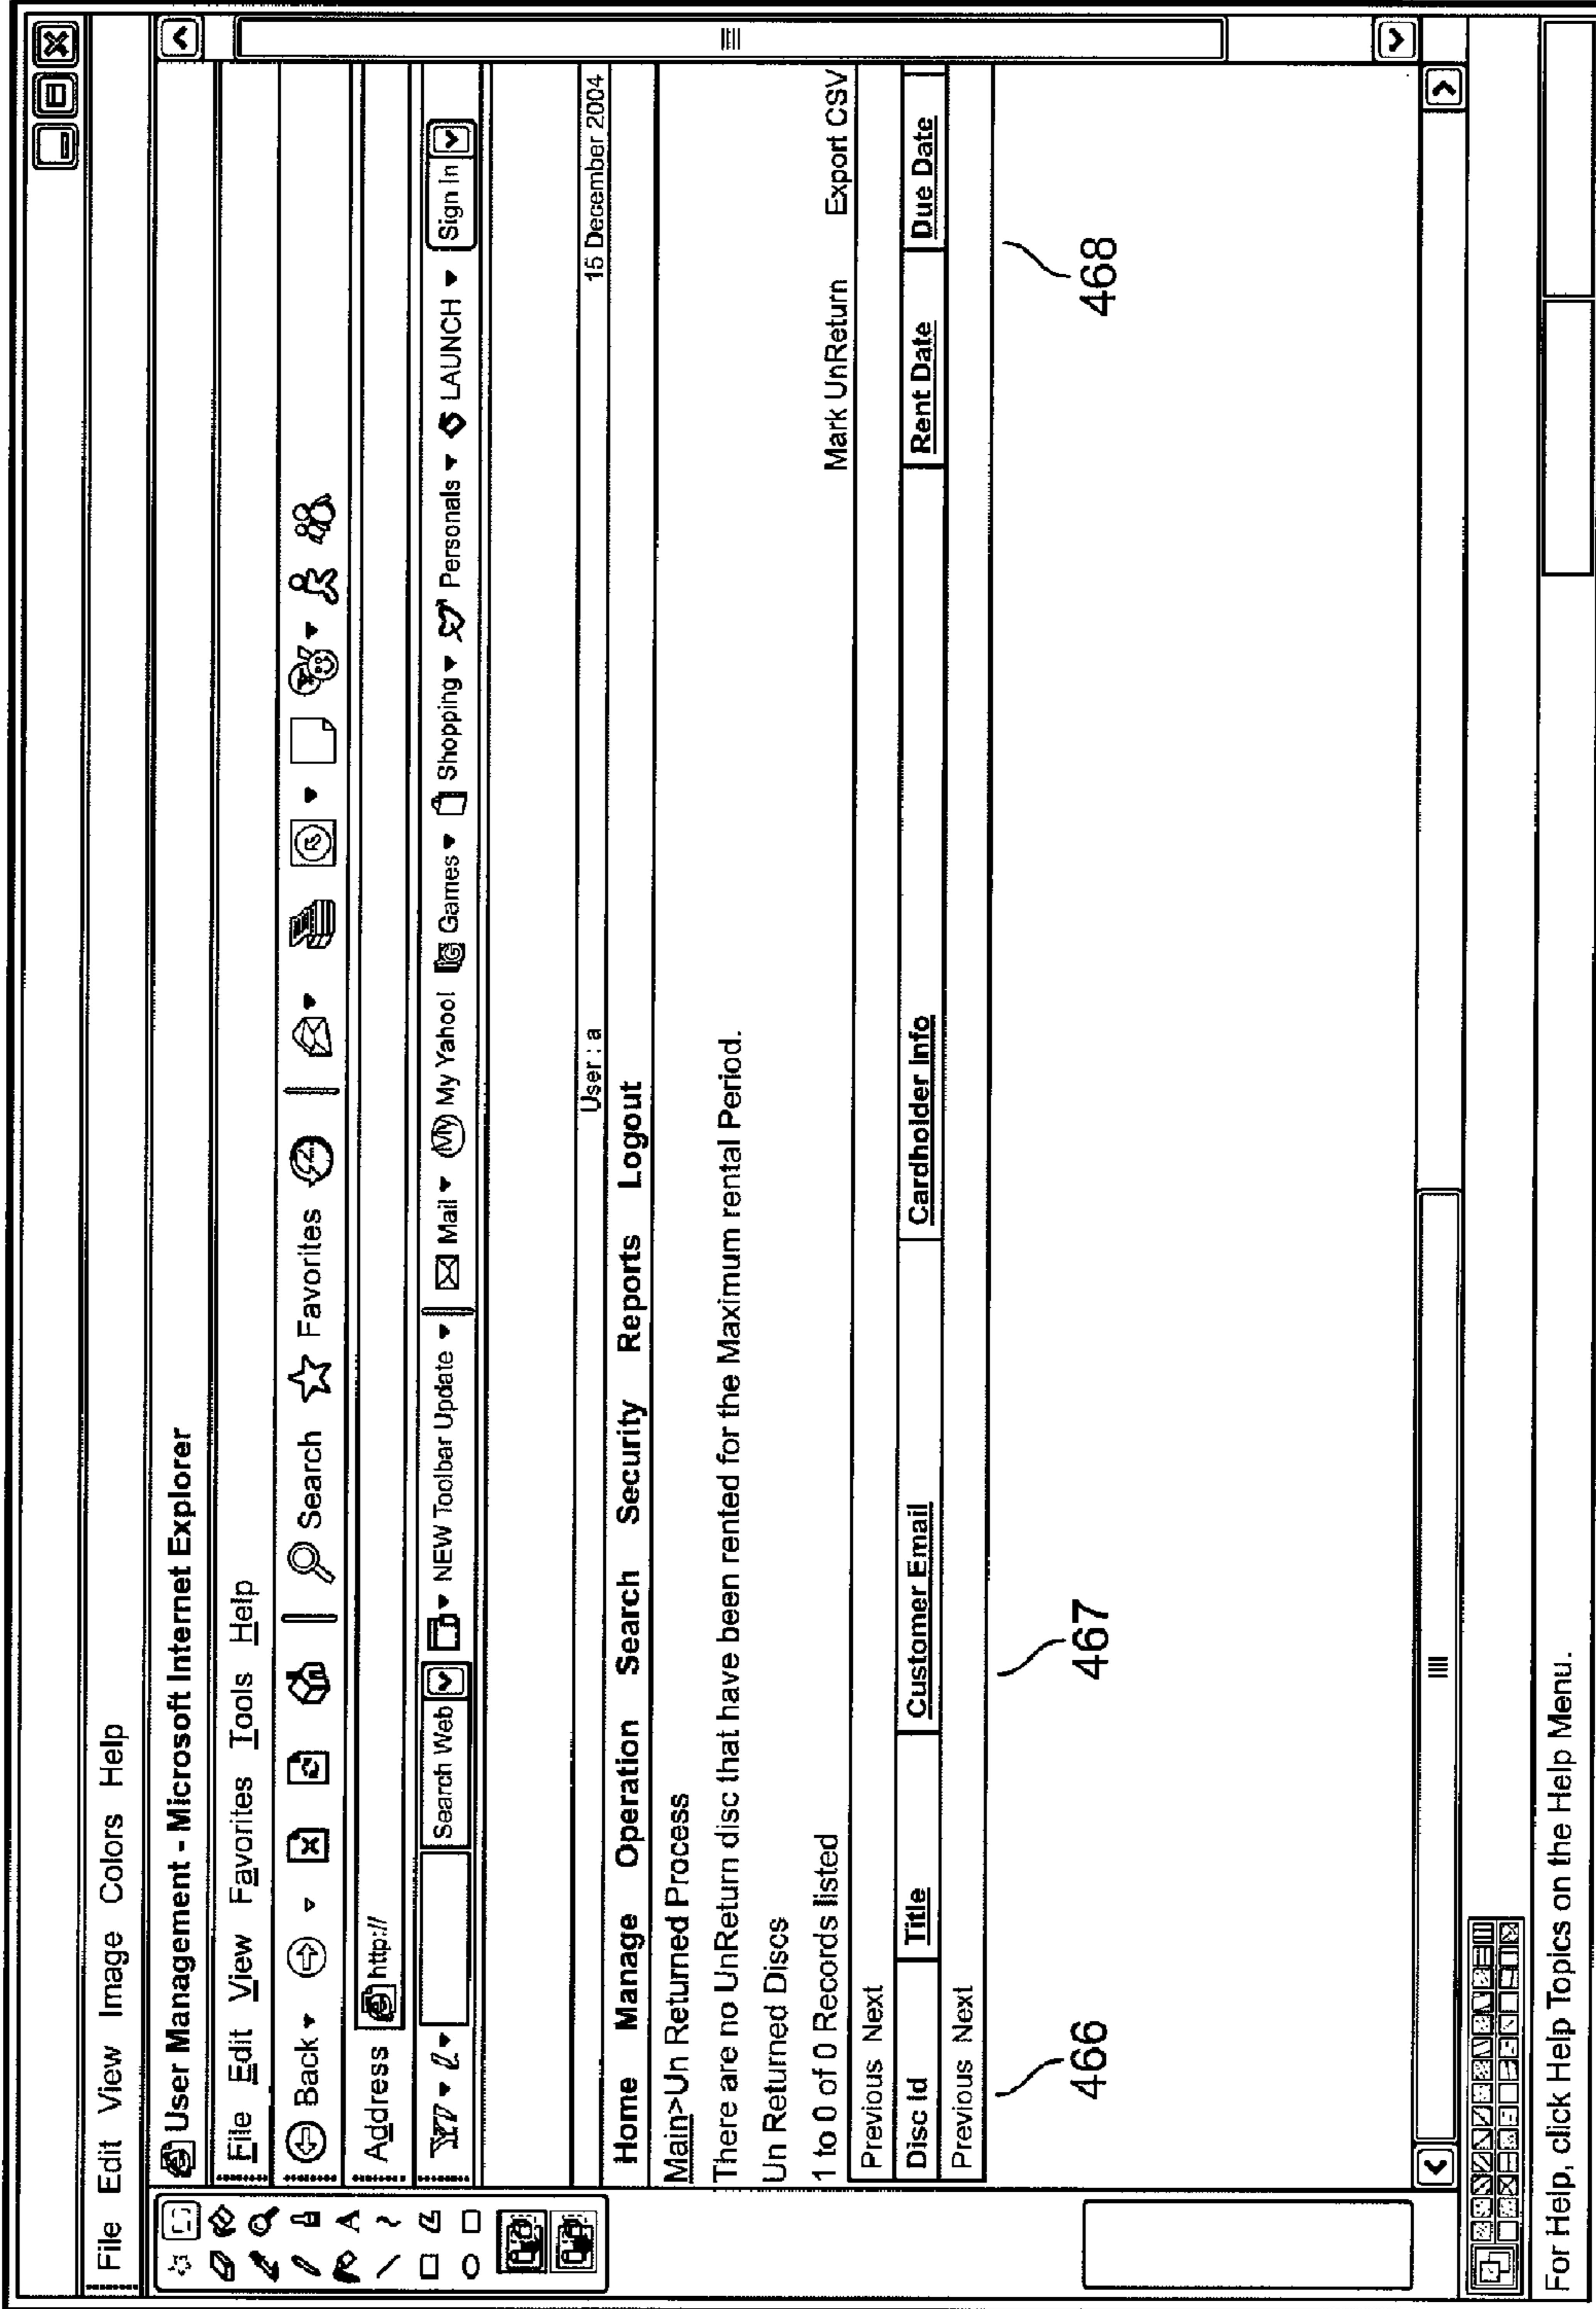 File Edit View Image Colors Help
User Management - Microsoft Internet Explorer
File Edit View Favorites Tools Help
Back Search Favorites
Address http://
Search Web NEW Toolbar Update Mail My My Yahoo! Games Shopping Personals LAUNCH Sign In
User : a 15 December 2004
Home Manage Operation Search Security Reports Logout
Main>Un Returned Process
There are no UnReturn disc that have been rented for the Maximum rental Period.
Un Returned Discs
1 to 0 of 0 Records listed Mark UnReturn Export CSV
Previous Next
Disc Id Title Customer Email Cardholder Info Rent Date Due Date
Previous Next
466 467 468
For Help, click Help Topics on the Help Menu.